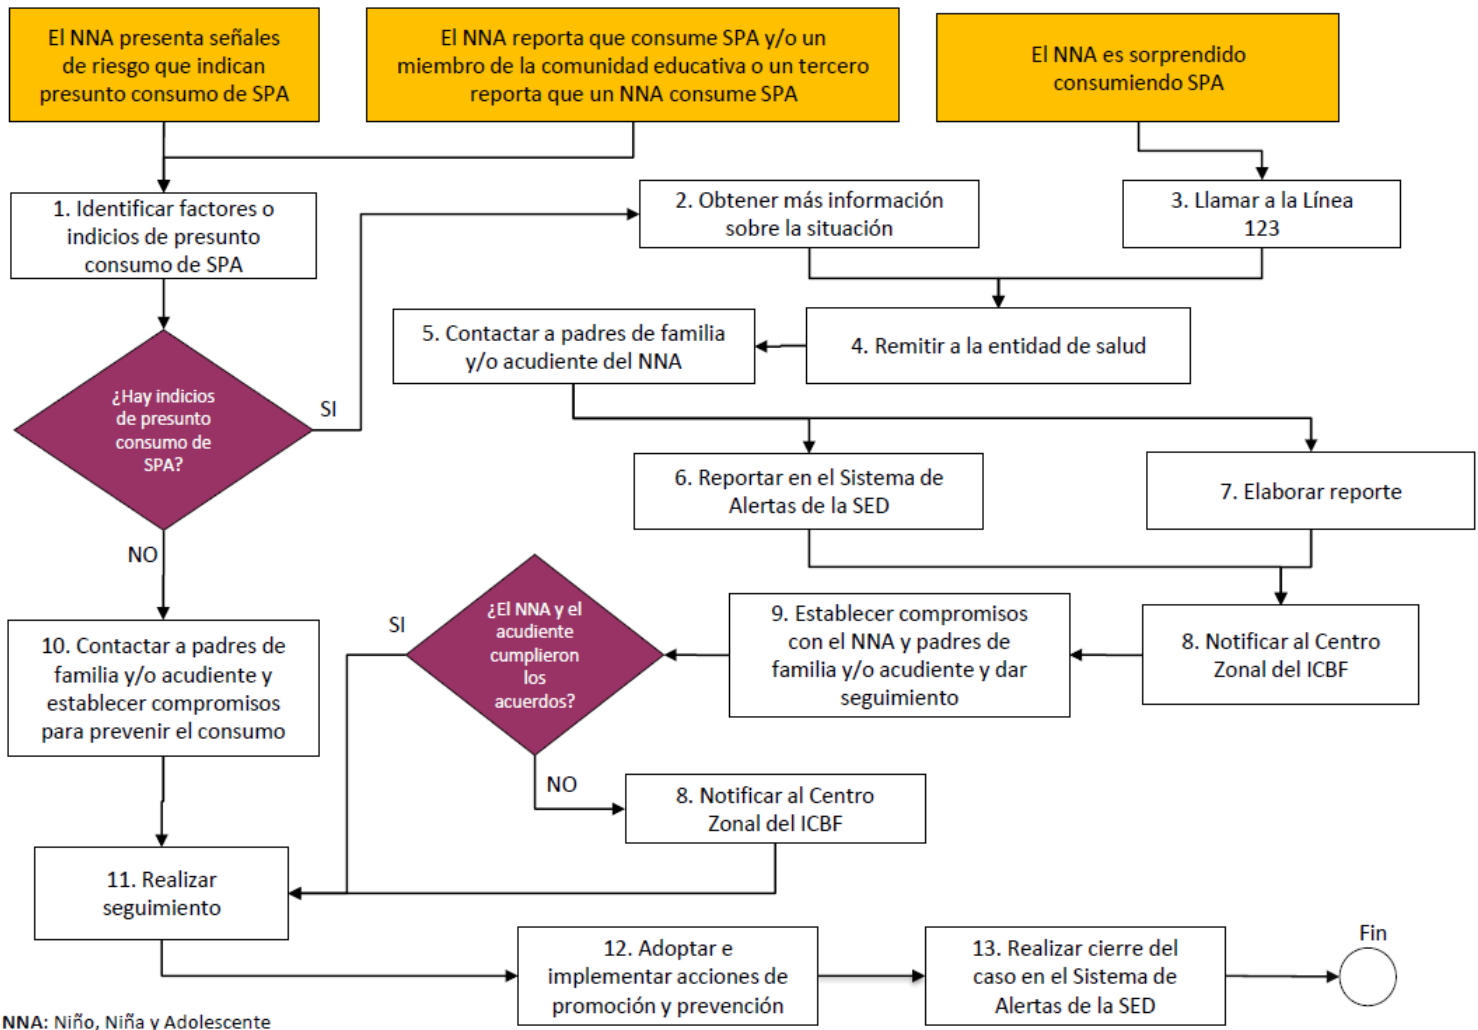 El NNA presenta señales
de riesgo que indican
presunto consumo de SPA
El NNA reporta que consume SPA y/o un
miembro de la comunidad educativa o un tercero
reporta que un NNA consume SPA
El NNA es sorprendido
consumiendo SPA
1. Identificar factores o
indicios de presunto
consumo de SPA
2. Obtener más información
sobre la situación
3. Llamar a la Línea
123
5. Contactar a padres de familia
y/o acudiente del NNA
4. Remitir a la entidad de salud
¿Hay indicios
de presunto
consumo de
SPA?
SI
6. Reportar en el Sistema de
Alertas de la SED
7. Elaborar reporte
NO
¿El NNA y el
acudiente
cumplieron
los
acuerdos?
SI
9. Establecer compromisos
con el NNA y padres de
familia y/o acudiente y dar
seguimiento
8. Notificar al Centro
Zonal del ICBF
10. Contactar a padres de
familia y/o acudiente y
establecer compromisos
para prevenir el consumo
NO
8. Notificar al Centro
Zonal del ICBF
11. Realizar
seguimiento
12. Adoptar e
implementar acciones de
promoción y prevención
13. Realizar cierre del
caso en el Sistema de
Alertas de la SED
Fin
NNA: Niño, Niña y Adolescente